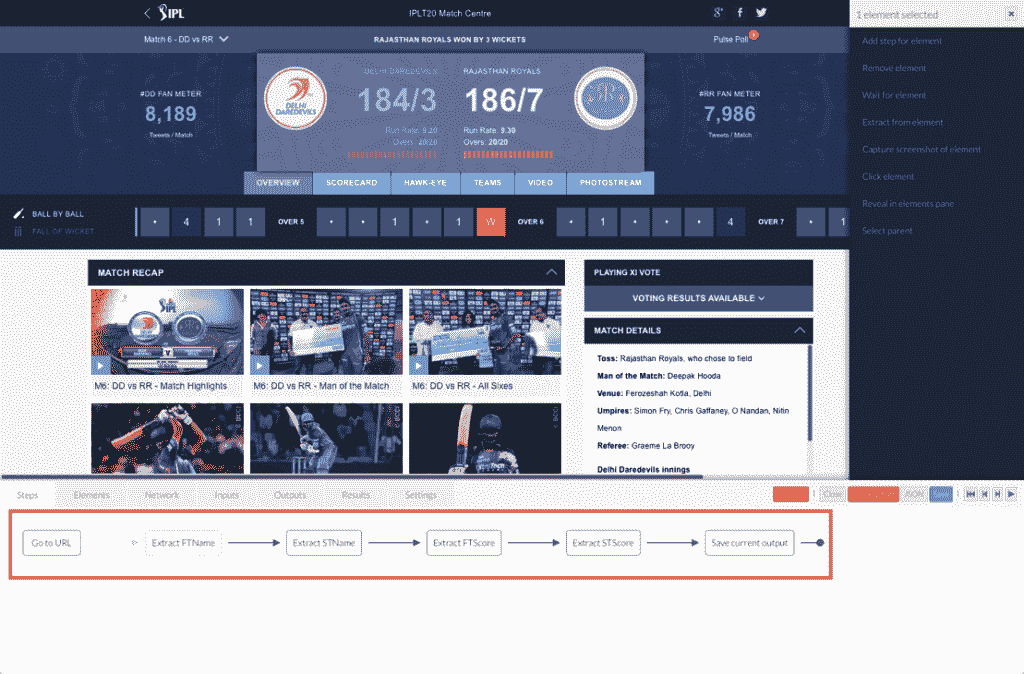 IPL
IPLT20 Match Centre
Match 6 - DD vs RR
RAJASTHAN ROYALS WON BY 3 WICKETS
Pulse Poll
#DD FAN METER
8,189
Tweets / Match
DELHI DAREDEVILS
184/3
Run Rate: 9.20
Overs: 20/20
RAJASTHAN ROYALS
186/7
Run Rate: 9.30
Overs: 20/20
DELHI
DAREDEVILS
#RR FAN METER
7,986
Tweets / Match
OVERVIEW
SCORECARD
HAWK-EYE
TEAMS
VIDEO
PHOTOSTREAM
BALL BY BALL
FALL OF WICKET
• 4 1 1 OVER 5 • • 1 • 1 W OVER 6 • 1 • • • 4 OVER 7 • 1
MATCH RECAP
M6: DD vs RR - Match Highlights
M6: DD vs RR - Man of the Match
M6: DD vs RR - All Sixes
PLAYING XI VOTE
VOTING RESULTS AVAILABLE
MATCH DETAILS
Toss: Rajasthan Royals, who chose to field
Man of the Match: Deepak Hooda
Venue: Ferozeshah Kotla, Delhi
Umpires: Simon Fry, Chris Gaffaney, O Nandan, Nitin
Menon
Referee: Graeme La Brooy
Delhi Daredevils innings
1 element selected
Add step for element
Remove element
Wait for element
Extract from element
Capture screenshot of element
Click element
Reveal in elements pane
Select parent
Steps
Elements
Network
Inputs
Outputs
Results
Settings
Close
JSON
Save
Go to URL
Extract FTName
Extract STName
Extract FTScore
Extract STScore
Save current output